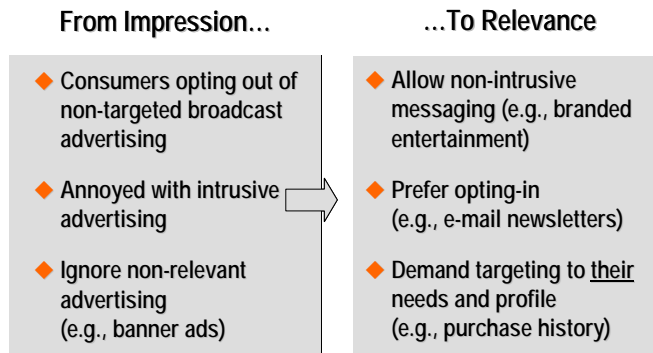 From Impression...
Consumers opting out of
non-targeted broadcast
advertising
Annoyed with intrusive
advertising
Ignore non-relevant
advertising
(e.g., banner ads)
...To Relevance
Allow non-intrusive
messaging (e.g., branded
entertainment)
Prefer opting-in
(e.g., e-mail newsletters)
Demand targeting to their
needs and profile
(e.g., purchase history)